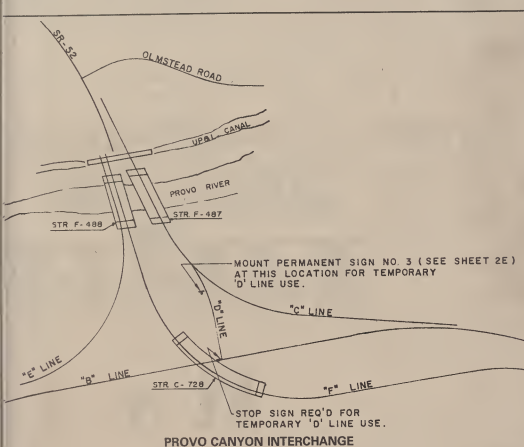 SR-52
OLMSTEAD ROAD
UP&L CANAL
PROVO RIVER
STR. F-488
STR. F-487
MOUNT PERMANENT SIGN NO. 3 (SEE SHEET 2E)
AT THIS LOCATION FOR TEMPORARY
'D' LINE USE.
"D" LINE
"C" LINE
"E" LINE
"B" LINE
STR. C-728
"F" LINE
STOP SIGN REQ'D FOR
TEMPORARY 'D' LINE USE.
PROVO CANYON INTERCHANGE